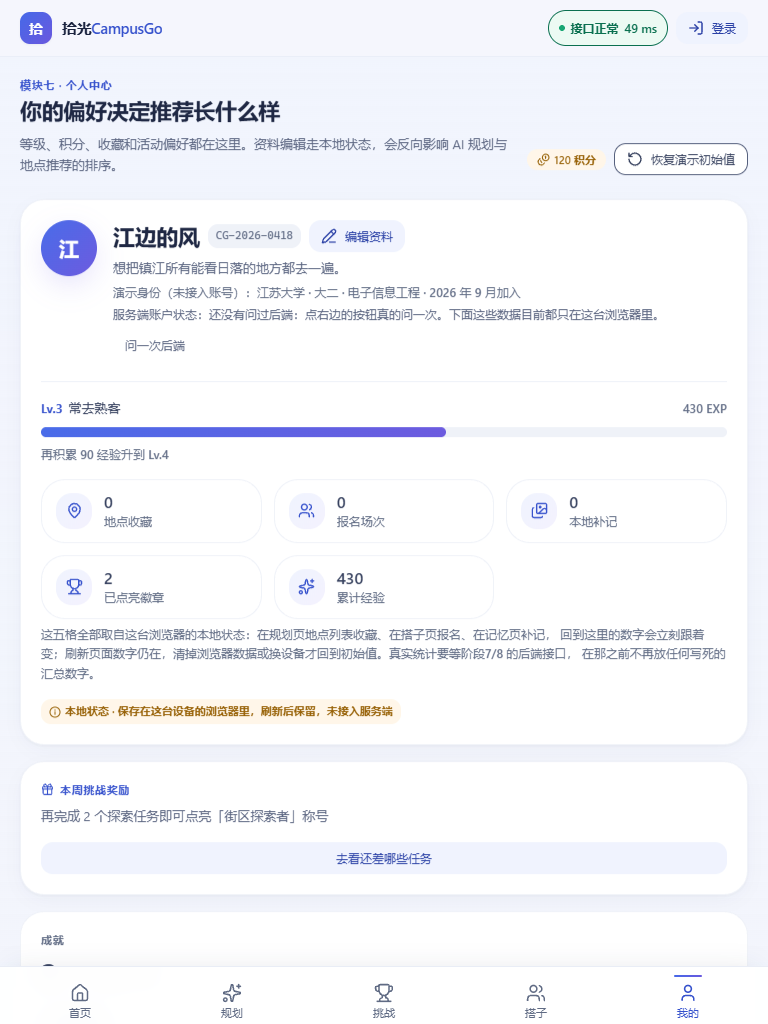 拾 拾光CampusGo 接口正常 49 ms 登录
模块七 · 个人中心
你的偏好决定推荐长什么样
等级、积分、收藏和活动偏好都在这里。资料编辑走本地状态，会反向影响 AI 规划与
地点推荐的排序。
120 积分 恢复演示初始值
江 江边的风 CG-2026-0418 编辑资料
想把镇江所有能看日落的地方都去一遍。
演示身份（未接入账号）：江苏大学 · 大二 · 电子信息工程 · 2026 年 9 月加入
服务端账户状态：还没有问过后端：点右边的按钮真的问一次。下面这些数据目前都只在这台浏览器里。
问一次后端
Lv.3 常去熟客 430 EXP
再积累 90 经验升到 Lv.4
0
地点收藏
0
报名场次
0
本地补记
2
已点亮徽章
430
累计经验
这五格全部取自这台浏览器的本地状态：在规划页地点列表收藏、在搭子页报名、在记忆页补记， 回到这里的数字会立刻跟着
变；刷新页面数字仍在，清掉浏览器数据或换设备才回到初始值。真实统计要等阶段7/8 的后端接口， 在那之前不再放任何写死的
汇总数字。
本地状态 · 保存在这台设备的浏览器里，刷新后保留，未接入服务端
本周挑战奖励
再完成 2 个探索任务即可点亮「街区探索者」称号
去看还差哪些任务
成就
首页 规划 挑战 搭子 我的